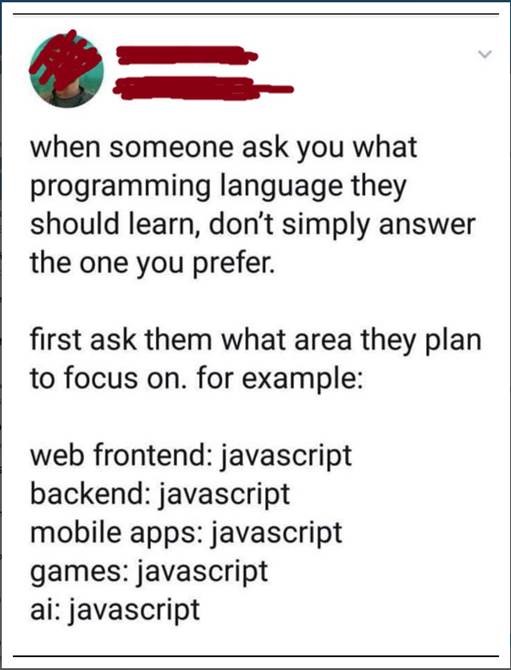 when someone ask you what
programming language they
should learn, don't simply answer
the one you prefer.
first ask them what area they plan
to focus on. for example:
web frontend: javascript
backend: javascript
mobile apps: javascript
games: javascript
ai: javascript